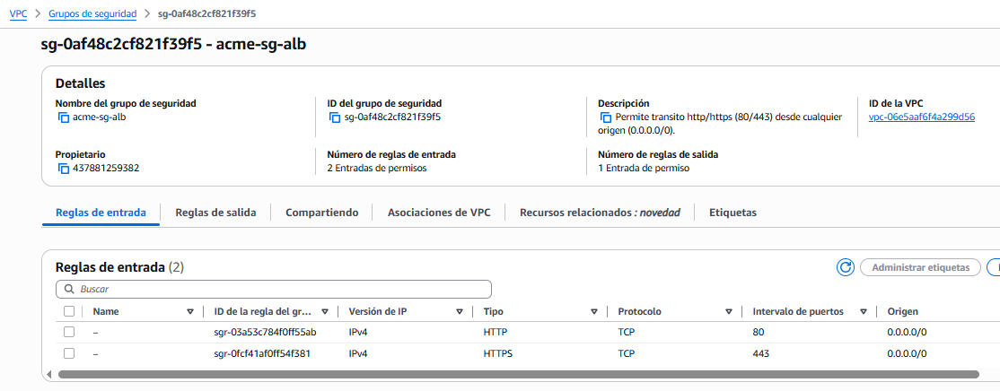 VPC > Grupos de seguridad > sg-0af48c2cf821f39f5
sg-0af48c2cf821f39f5 - acme-sg-alb
Detalles
Nombre del grupo de seguridad
acme-sg-alb
ID del grupo de seguridad
sg-0af48c2cf821f39f5
Descripción
Permite transito http/https (80/443) desde cualquier
origen (0.0.0.0/0).
ID de la VPC
vpc-06e5aaf6f4a299d56
Propietario
437881259382
Número de reglas de entrada
2 Entradas de permisos
Número de reglas de salida
1 Entrada de permiso
Reglas de entrada Reglas de salida Compartiendo Asociaciones de VPC Recursos relacionados : novedad Etiquetas
Reglas de entrada (2)
Administrar etiquetas
Buscar
Name ID de la regla del gr... Versión de IP Tipo Protocolo Intervalo de puertos Origen
– sgr-03a53c784f0ff55ab IPv4 HTTP TCP 80 0.0.0.0/0
– sgr-0fcf41af0ff54f381 IPv4 HTTPS TCP 443 0.0.0.0/0